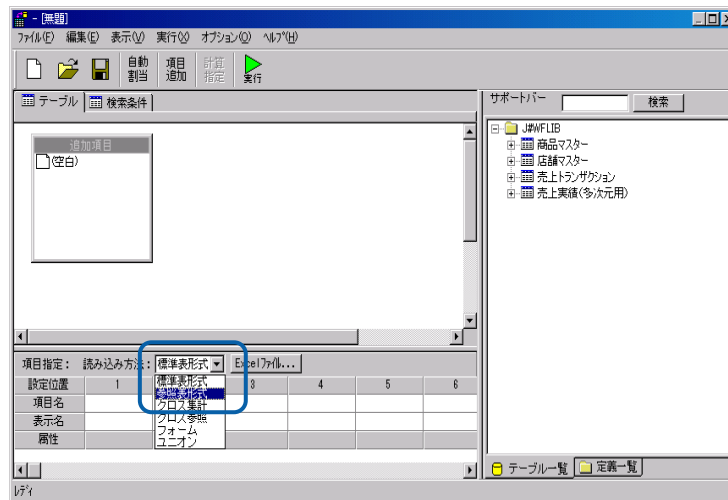 - [無題]
ファイル(F) 編集(E) 表示(V) 実行(X) オプション(O) ヘルプ(H)
自動割当 項目追加 計算指定 実行
テーブル 検索条件
追加項目
(空白)
項目指定: 読み込み方法: 標準表形式 Excelファイル...
標準表形式
参照表形式
クロス集計
クロス参照
フォーム
ユニオン
設定位置 1 3 4 5 6
項目名
表示名
属性
レディ
サポートバー 検索
J#WFLIB
商品マスター
店舗マスター
売上トランザクション
売上実績(多次元用)
テーブル一覧 定義一覧